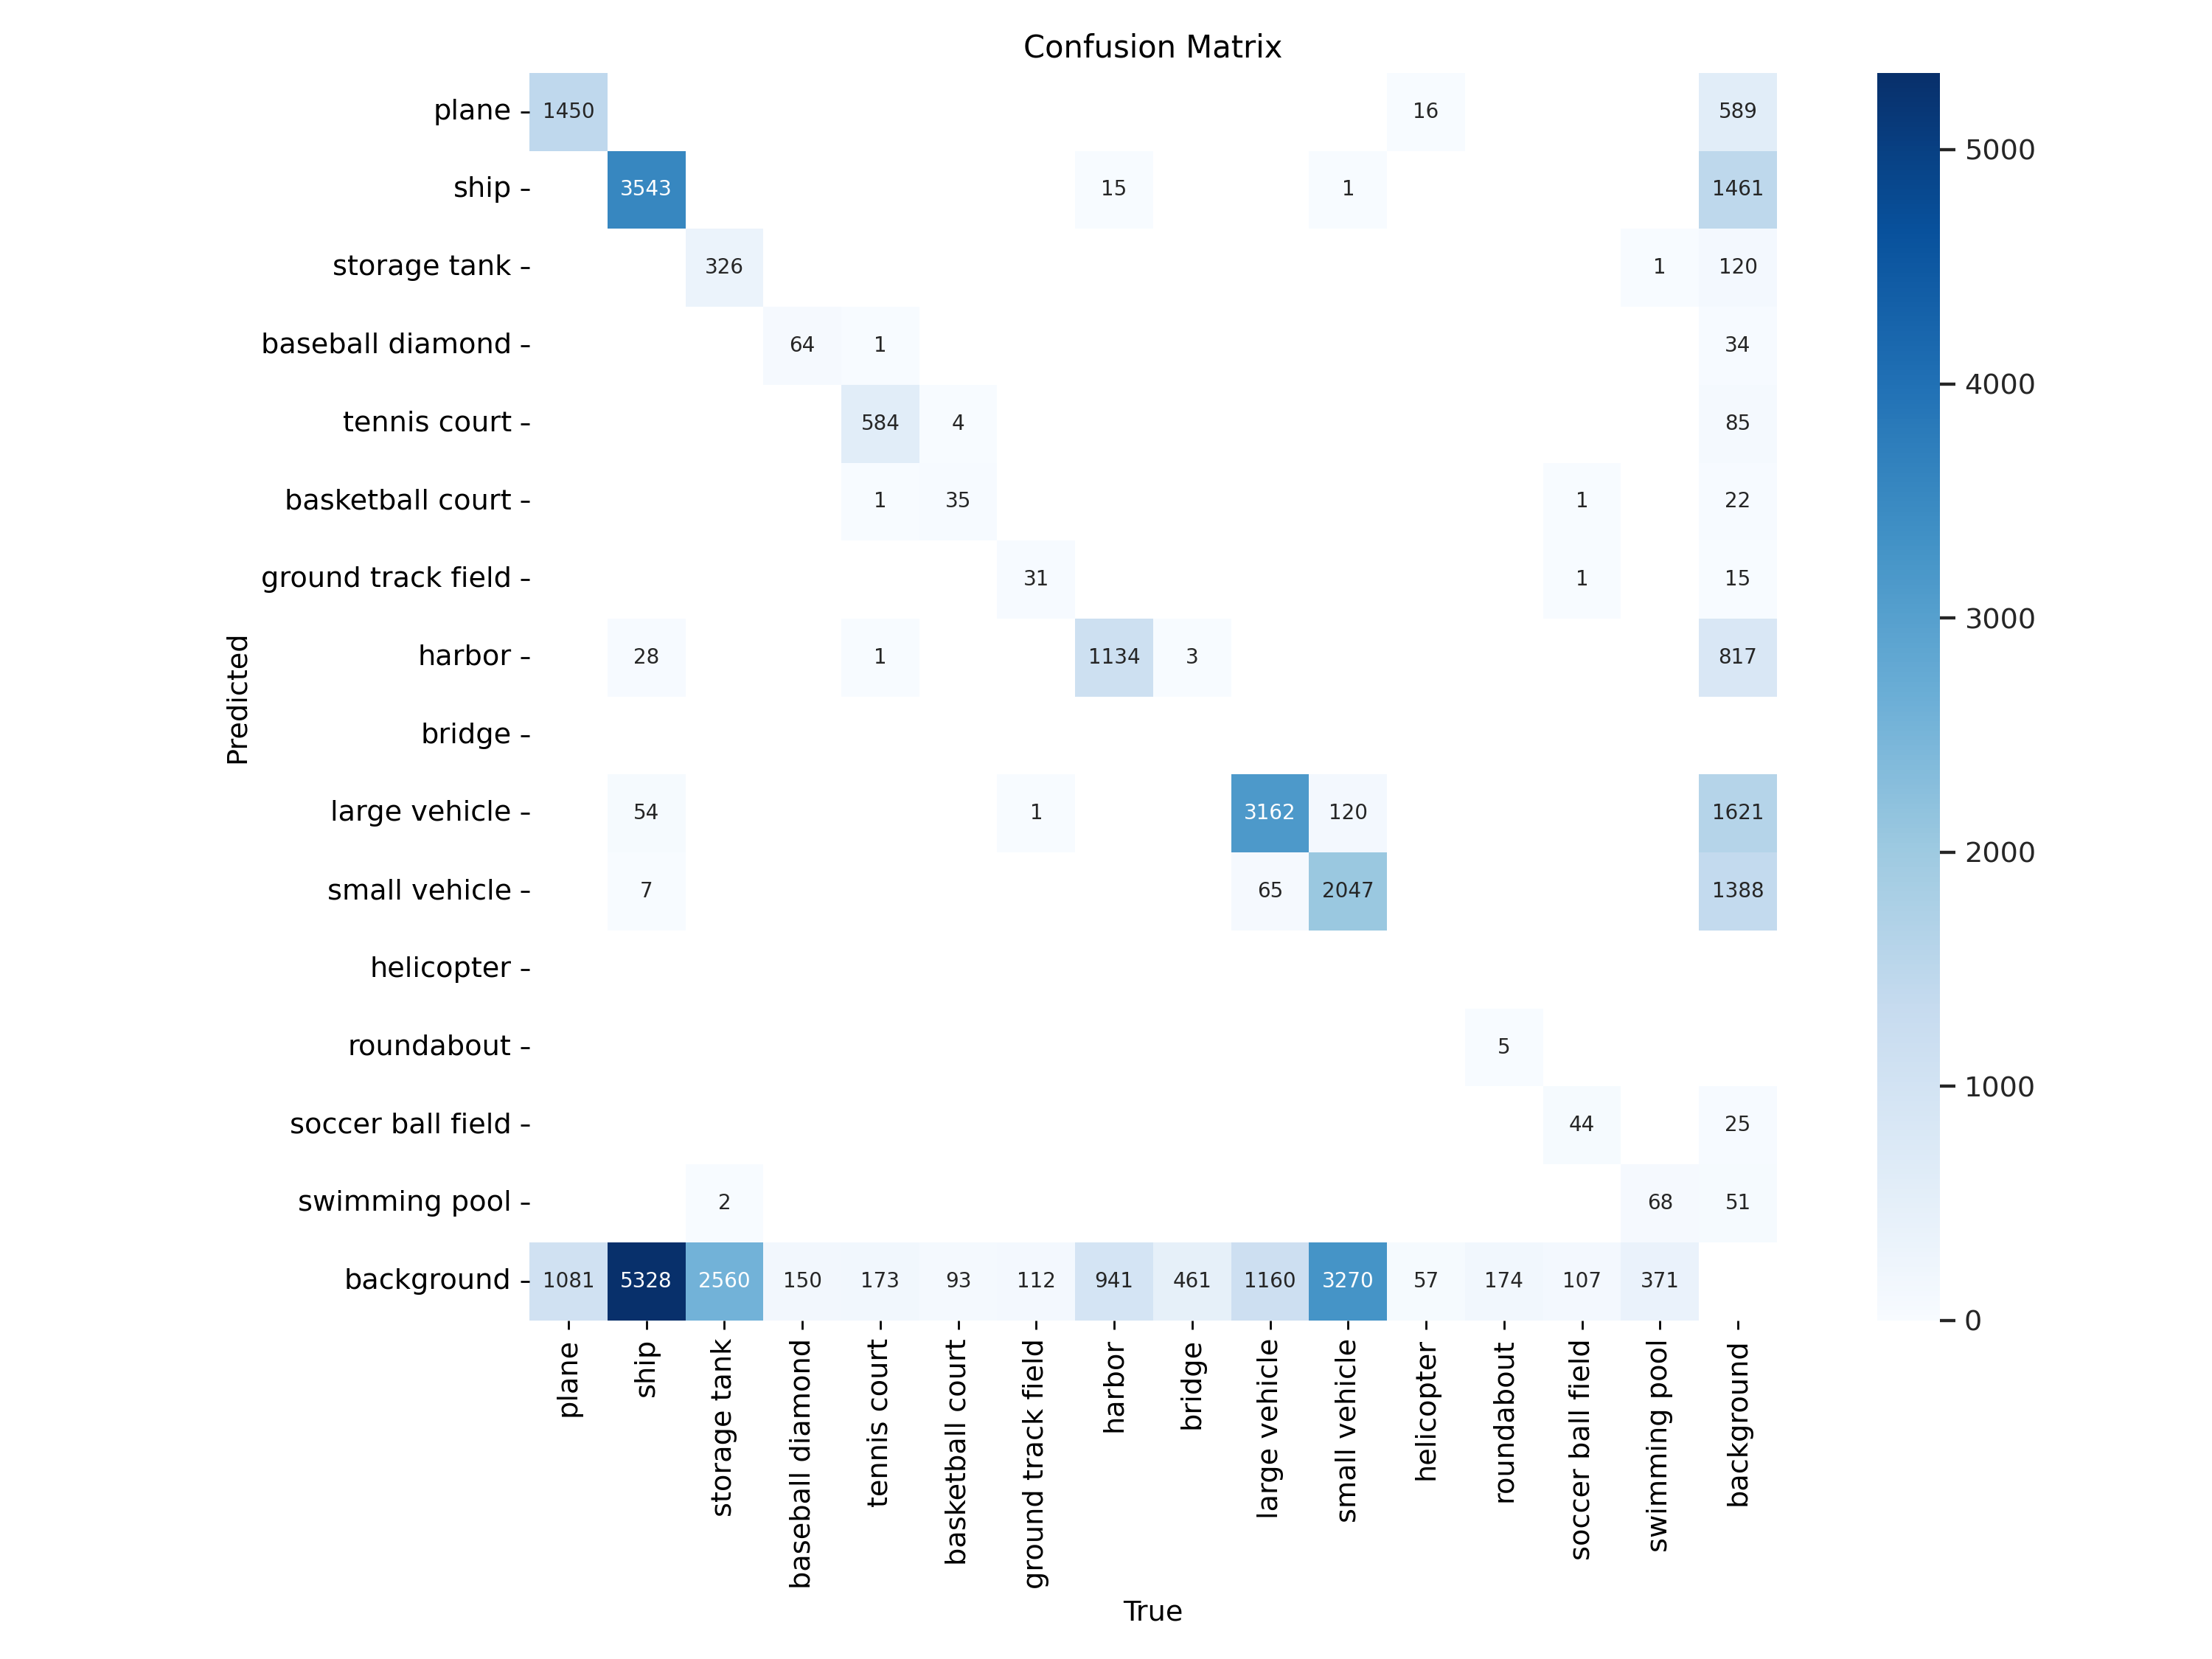 Confusion Matrix
plane 1450 16 589
ship 3543 15 1 1461
storage tank 326 1 120
baseball diamond 64 1 34
tennis court 584 4 85
basketball court 1 35 1 22
ground track field 31 1 15
harbor 28 1 1134 3 817
bridge
large vehicle 54 1 3162 120 1621
small vehicle 7 65 2047 1388
helicopter
roundabout 5
soccer ball field 44 25
swimming pool 2 68 51
background 1081 5328 2560 150 173 93 112 941 461 1160 3270 57 174 107 371
Predicted
plane
ship
storage tank
baseball diamond
tennis court
basketball court
ground track field
harbor
bridge
large vehicle
small vehicle
helicopter
roundabout
soccer ball field
swimming pool
background
True
5000
4000
3000
2000
1000
0